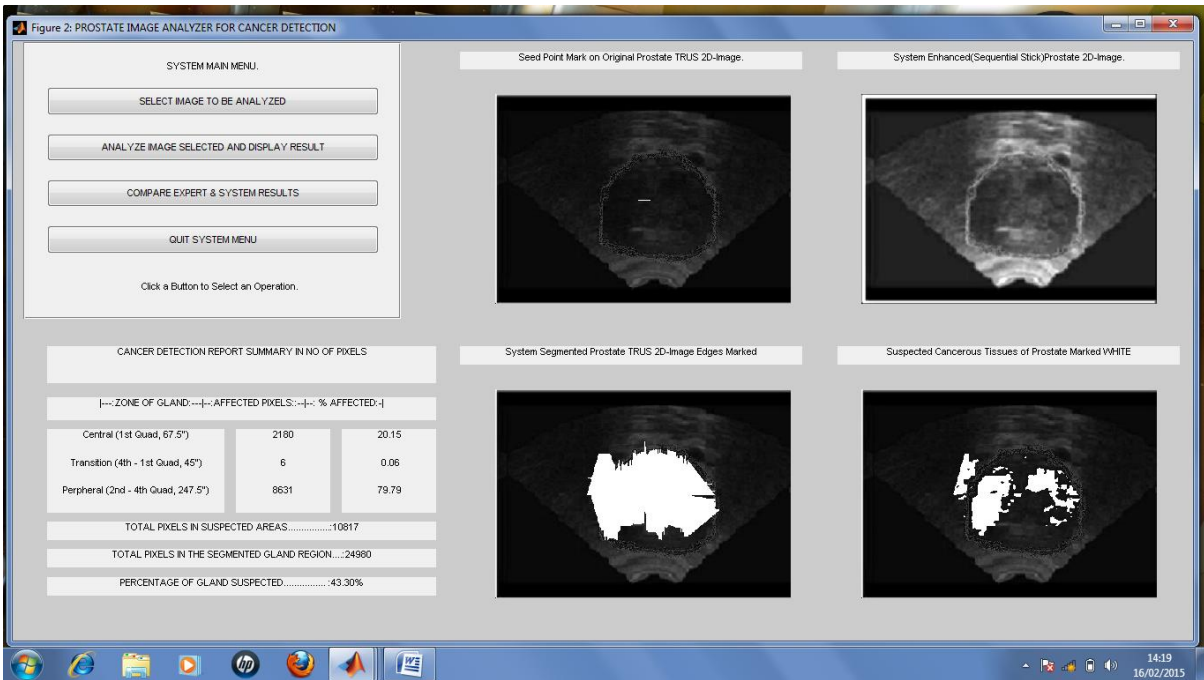 Figure 2: PROSTATE IMAGE ANALYZER FOR CANCER DETECTION
SYSTEM MAIN MENU.
SELECT IMAGE TO BE ANALYZED
ANALYZE IMAGE SELECTED AND DISPLAY RESULT
COMPARE EXPERT & SYSTEM RESULTS
QUIT SYSTEM MENU
Click a Button to Select an Operation.
Seed Point Mark on Original Prostate TRUS 2D-Image.
System Enhanced(Sequential Stick)Prostate 2D-Image.
CANCER DETECTION REPORT SUMMARY IN NO OF PIXELS
|---:ZONE OF GLAND:---|--:AFFECTED PIXELS::--|--: % AFFECTED:-|
Central (1st Quad, 67.5") 2180 20.15
Transition (4th - 1st Quad, 45") 6 0.06
Perpheral (2nd - 4th Quad, 247.5") 8631 79.79
TOTAL PIXELS IN SUSPECTED AREAS...............:10817
TOTAL PIXELS IN THE SEGMENTED GLAND REGION....:24980
PERCENTAGE OF GLAND SUSPECTED................ :43.30%
System Segmented Prostate TRUS 2D-Image Edges Marked
Suspected Cancerous Tissues of Prostate Marked WHITE
hp
W
14:19
16/02/2015